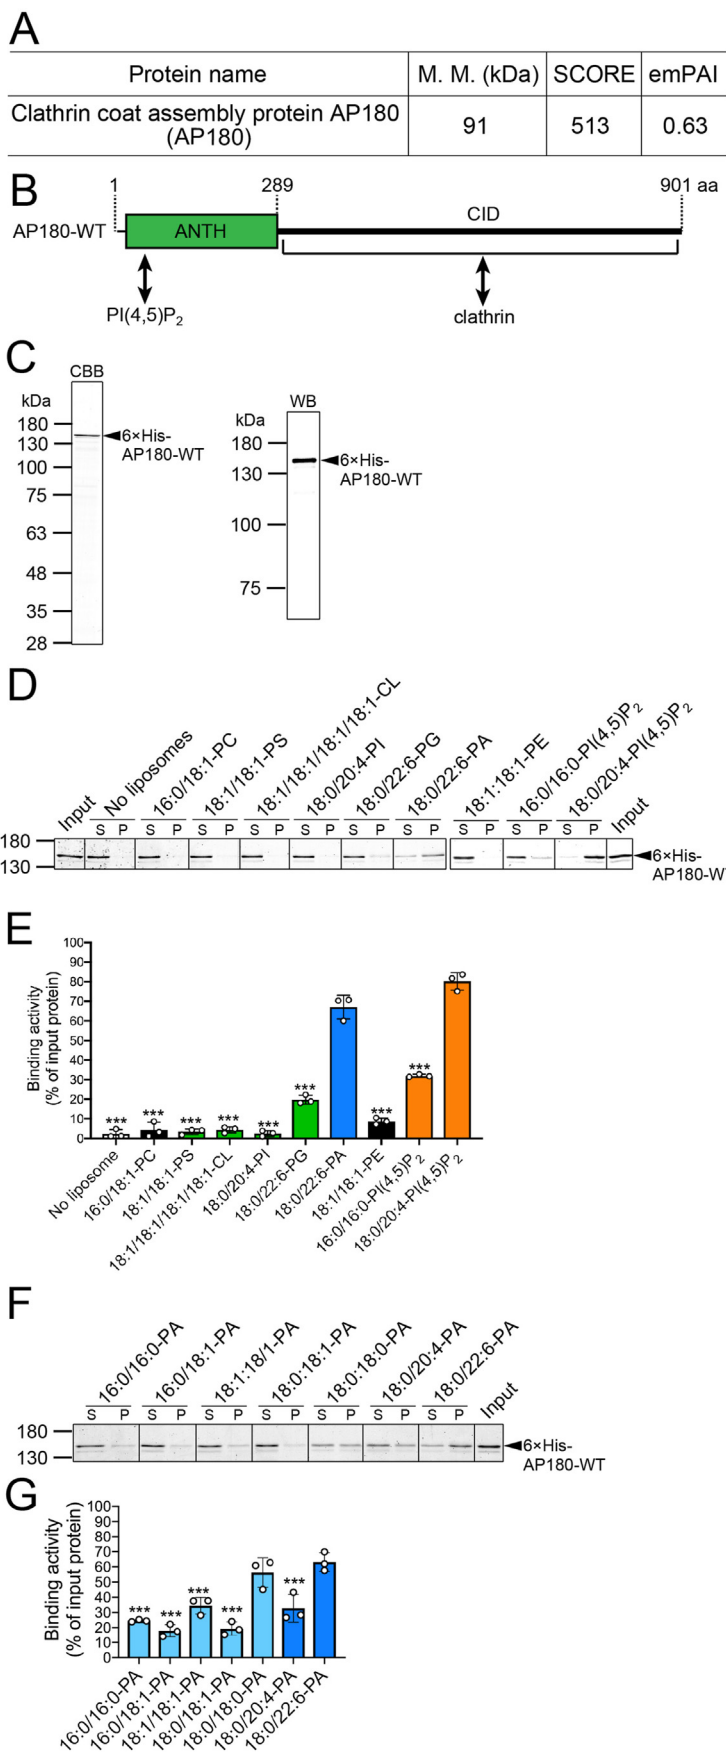 A
Protein name M. M. (kDa) SCORE emPAI
Clathrin coat assembly protein AP180
(AP180) 91 513 0.63
B
1 289 901 aa
AP180-WT ANTH CID
PI(4,5)P2 clathrin
C
CBB
kDa
180
130
100
75
63
48
35
28
6×His-
AP180-WT
WB
kDa
180
130
100
75
6×His-
AP180-WT
D
Input No liposomes 16:0/18:1-PC 18:1/18:1-PS 18:1/18:1/18:1/18:1-CL 18:0/20:4-PI 18:0/22:6-PG 18:0/22:6-PA 18:1:18:1-PE 16:0/16:0-PI(4,5)P2 18:0/20:4-PI(4,5)P2 Input
S P S P S P S P S P S P S P S P S P S P
180
130
6×His-
AP180-W
E
Binding activity
(% of input protein)
100
90
80
70
60
50
40
30
20
10
0
*** *** *** *** *** *** *** ***
No liposome 16:0/18:1-PC 18:1/18:1-PS 18:1/18:1/18:1/18:1-CL 18:0/20:4-PI 18:0/22:6-PG 18:0/22:6-PA 18:1/18:1-PE 16:0/16:0-PI(4,5)P2 18:0/20:4-PI(4,5)P2
F
16:0/16:0-PA 16:0/18:1-PA 18:1:18/1-PA 18:0:18:1-PA 18:0:18:0-PA 18:0/20:4-PA 18:0/22:6-PA Input
S P S P S P S P S P S P S P
180
130
6×His-
AP180-WT
G
Binding activity
(% of input protein)
100
90
80
70
60
50
40
30
20
10
0
*** *** *** *** ***
16:0/16:0-PA 16:0/18:1-PA 18:1/18:1-PA 18:0/18:1-PA 18:0/18:0-PA 18:0/20:4-PA 18:0/22:6-PA